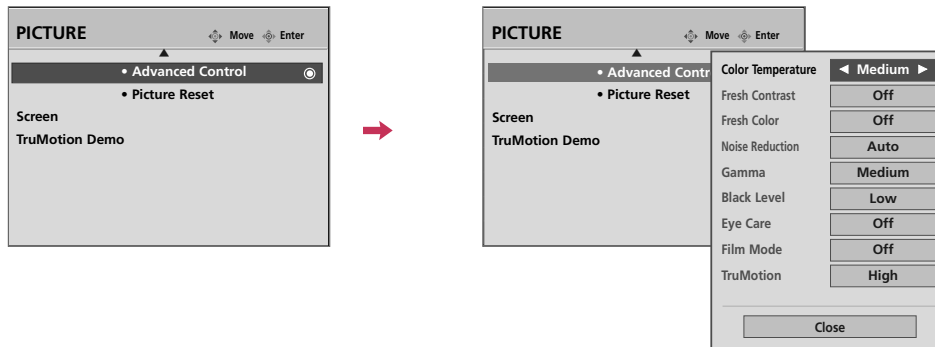 PICTURE Move Enter
• Advanced Control
• Picture Reset
Screen
TruMotion Demo
PICTURE Move Enter
• Advanced Contr
• Picture Reset
Screen
TruMotion Demo
Color Temperature ◄ Medium ►
Fresh Contrast Off
Fresh Color Off
Noise Reduction Auto
Gamma Medium
Black Level Low
Eye Care Off
Film Mode Off
TruMotion High
Close